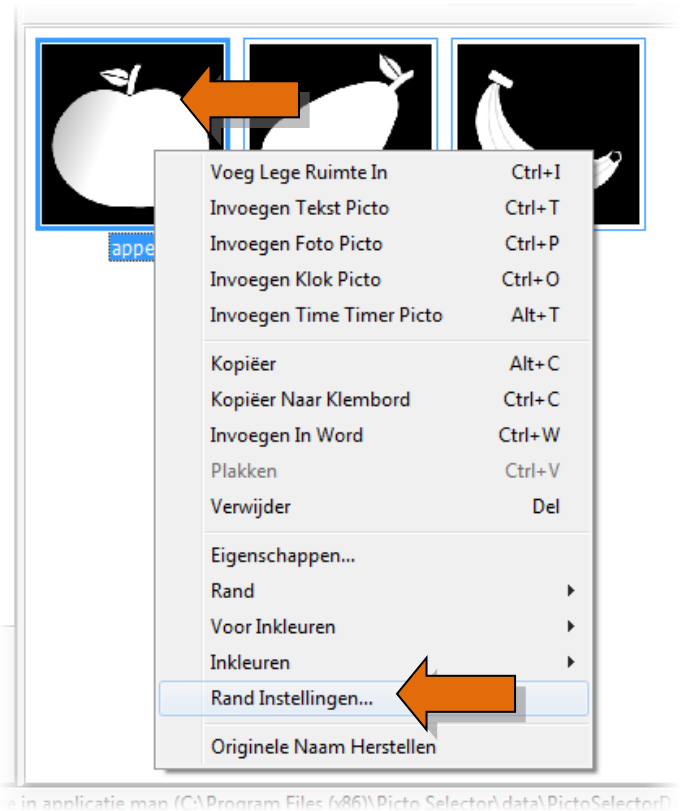 appe
Voeg Lege Ruimte In Ctrl+I
Invoegen Tekst Picto Ctrl+T
Invoegen Foto Picto Ctrl+P
Invoegen Klok Picto Ctrl+O
Invoegen Time Timer Picto Alt+T
Kopiëer Alt+C
Kopiëer Naar Klembord Ctrl+C
Invoegen In Word Ctrl+W
Plakken Ctrl+V
Verwijder Del
Eigenschappen...
Rand
Voor Inkleuren
Inkleuren
Rand Instellingen...
Originele Naam Herstellen
e in applicatie map (C:\Program Files (x86)\Picto Selector\data\PictoSelectorD